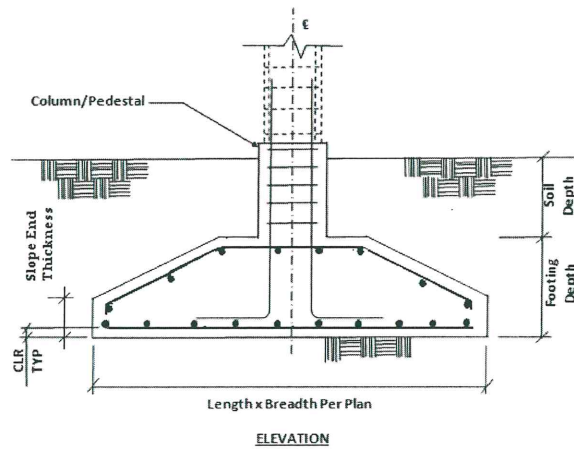 ℄
Column/Pedestal
Soil
Depth
Slope End
Thickness
Footing
Depth
CLR
TYP
Length x Breadth Per Plan
ELEVATION